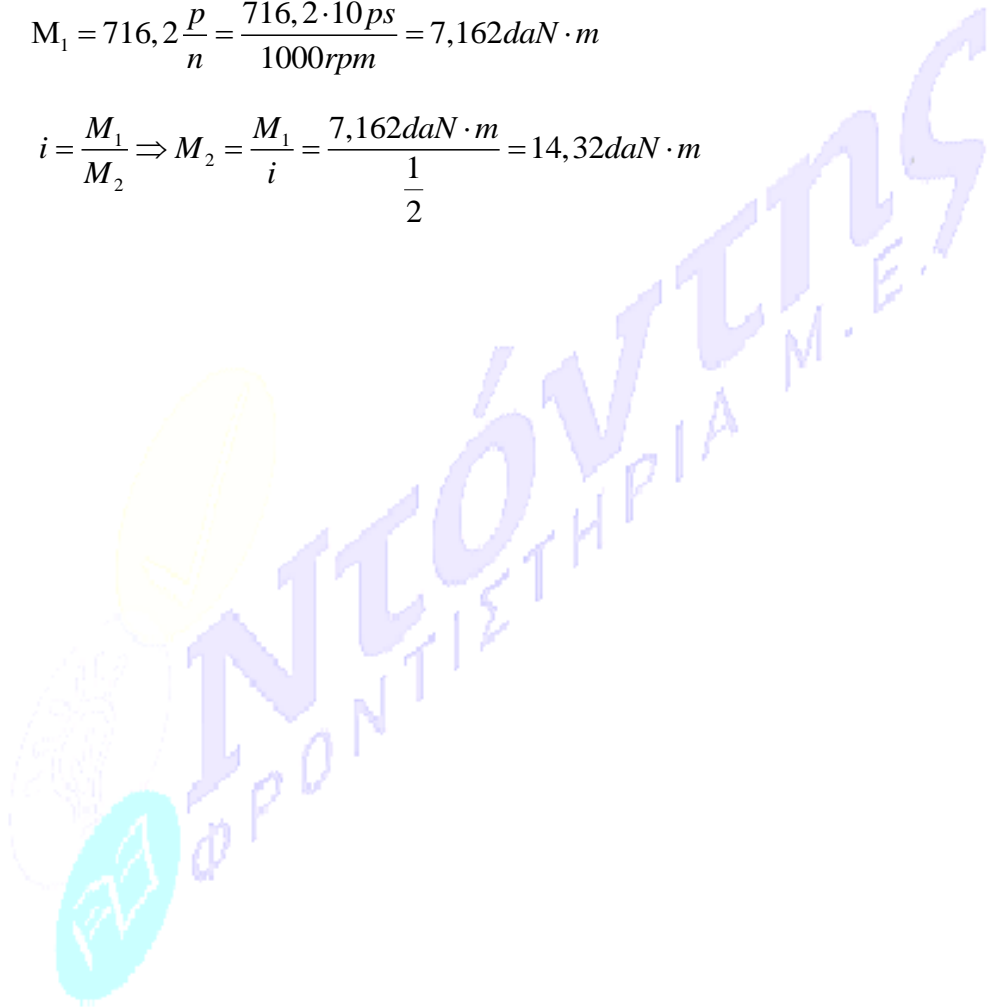 M₁ = 716,2 p/n = 716,2·10ps/1000rpm = 7,162daN·m
i = M₁/M₂ ⇒ M₂ = M₁/i = 7,162daN·m/(1/2) = 14,32daN·m
Ντόντης
ΦΡΟΝΤΙΣΤΗΡΙΑ Μ.Ε.